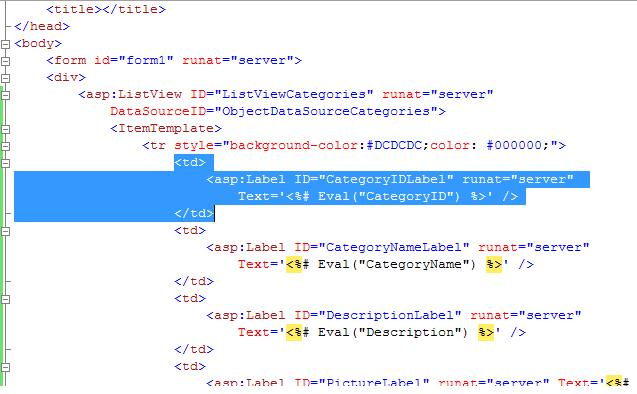 <title></title>
</head>
<body>
<form id="form1" runat="server">
<div>
<asp:ListView ID="ListViewCategories" runat="server"
DataSourceID="ObjectDataSourceCategories">
<ItemTemplate>
<tr style="background-color:#DCDCDC;color: #000000;">
<td>
<asp:Label ID="CategoryIDLabel" runat="server"
Text='<%# Eval("CategoryID") %>' />
</td>
<td>
<asp:Label ID="CategoryNameLabel" runat="server"
Text='<%# Eval("CategoryName") %>' />
</td>
<td>
<asp:Label ID="DescriptionLabel" runat="server"
Text='<%# Eval("Description") %>' />
</td>
<td>
<asp:Label ID="PictureLabel" runat="server" Text='<%#